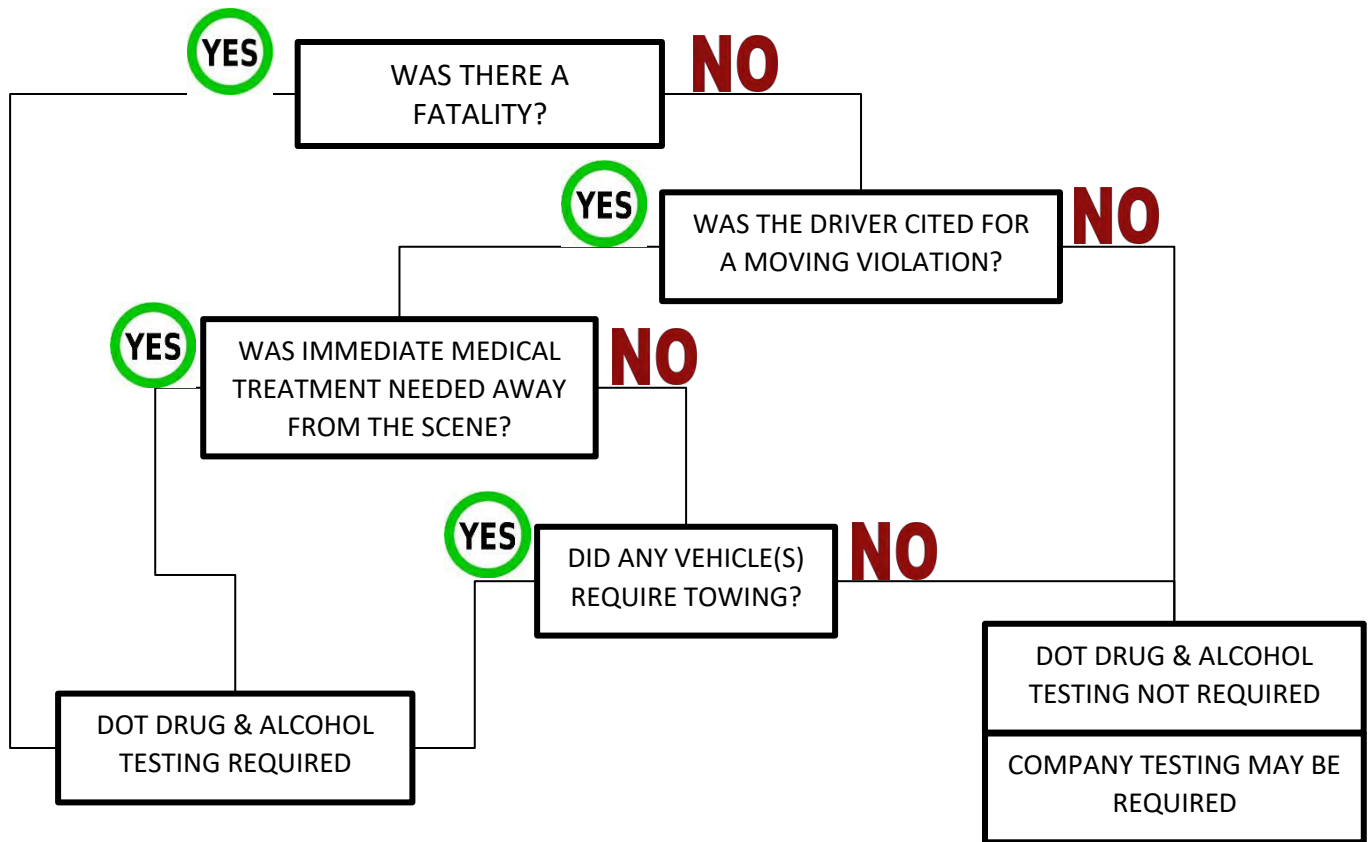 YES
WAS THERE A
FATALITY?
NO
YES
WAS THE DRIVER CITED FOR
A MOVING VIOLATION?
NO
YES
WAS IMMEDIATE MEDICAL
TREATMENT NEEDED AWAY
FROM THE SCENE?
NO
YES
DID ANY VEHICLE(S)
REQUIRE TOWING?
NO
DOT DRUG & ALCOHOL
TESTING REQUIRED
DOT DRUG & ALCOHOL
TESTING NOT REQUIRED
COMPANY TESTING MAY BE
REQUIRED